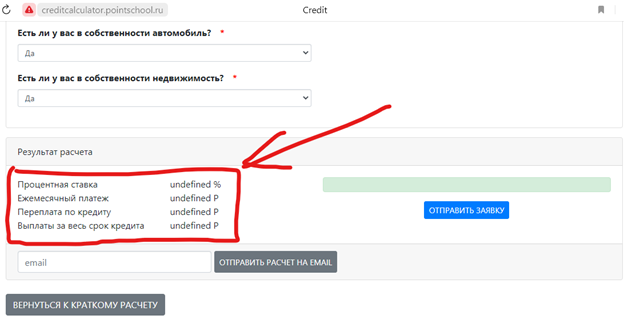 creditcalculator.pointschool.ru
Credit
Есть ли у вас в собственности автомобиль? *
Да
Есть ли у вас в собственности недвижимость? *
Да
Результат расчета
Процентная ставка undefined %
Ежемесячный платеж undefined Р
Переплата по кредиту undefined Р
Выплаты за весь срок кредита undefined Р
ОТПРАВИТЬ ЗАЯВКУ
email
ОТПРАВИТЬ РАСЧЕТ НА EMAIL
ВЕРНУТЬСЯ К КРАТКОМУ РАСЧЕТУ